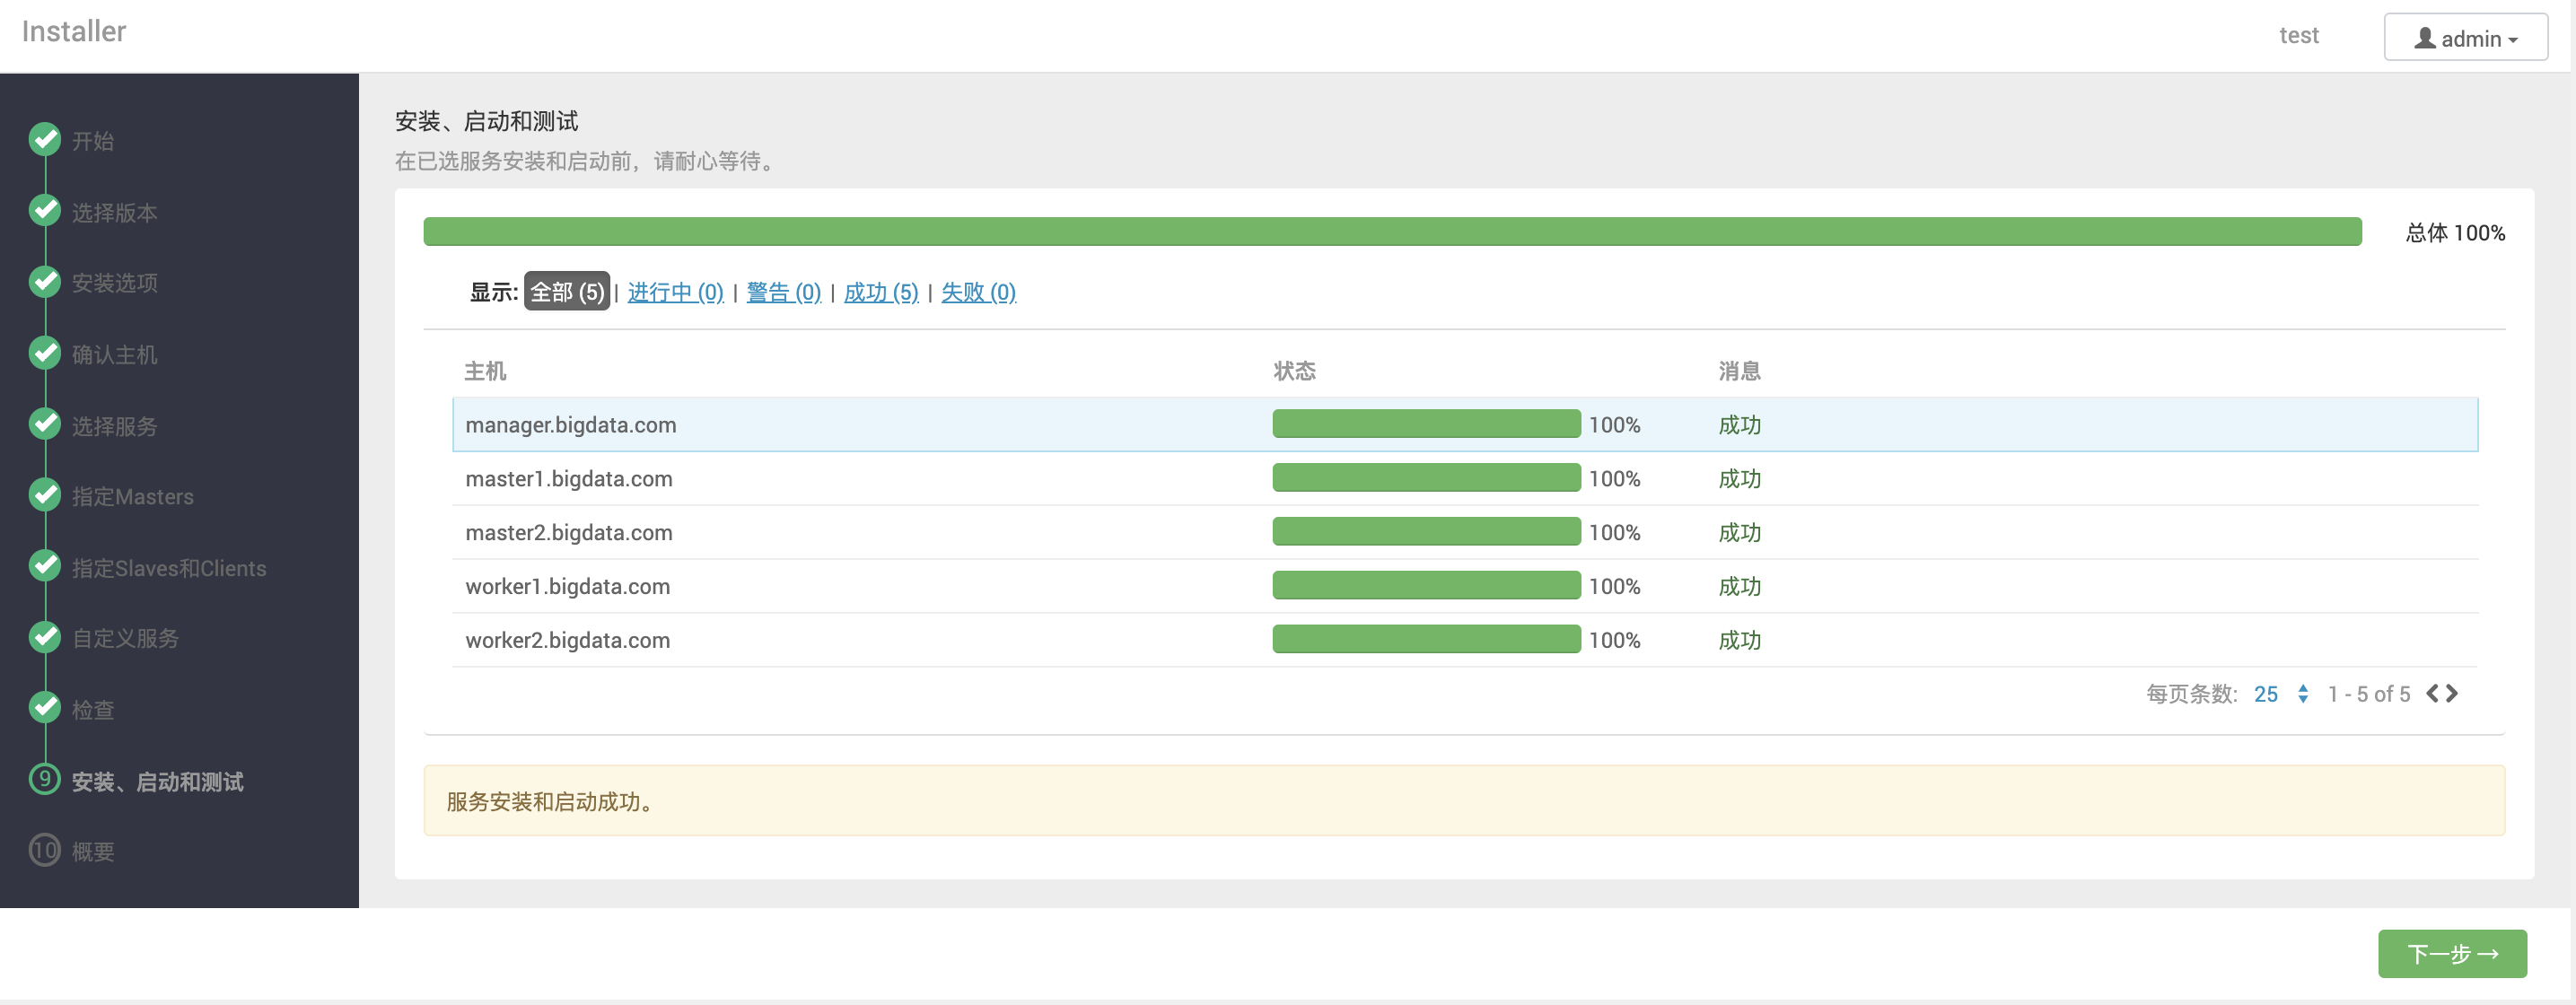 Installer
test
admin
开始
选择版本
安装选项
确认主机
选择服务
指定Masters
指定Slaves和Clients
自定义服务
检查
9 安装、启动和测试
10 概要
安装、启动和测试
在已选服务安装和启动前，请耐心等待。
总体 100%
显示: 全部 (5) | 进行中 (0) | 警告 (0) | 成功 (5) | 失败 (0)
主机 状态 消息
manager.bigdata.com 100% 成功
master1.bigdata.com 100% 成功
master2.bigdata.com 100% 成功
worker1.bigdata.com 100% 成功
worker2.bigdata.com 100% 成功
每页条数: 25 1 - 5 of 5
服务安装和启动成功。
下一步 →